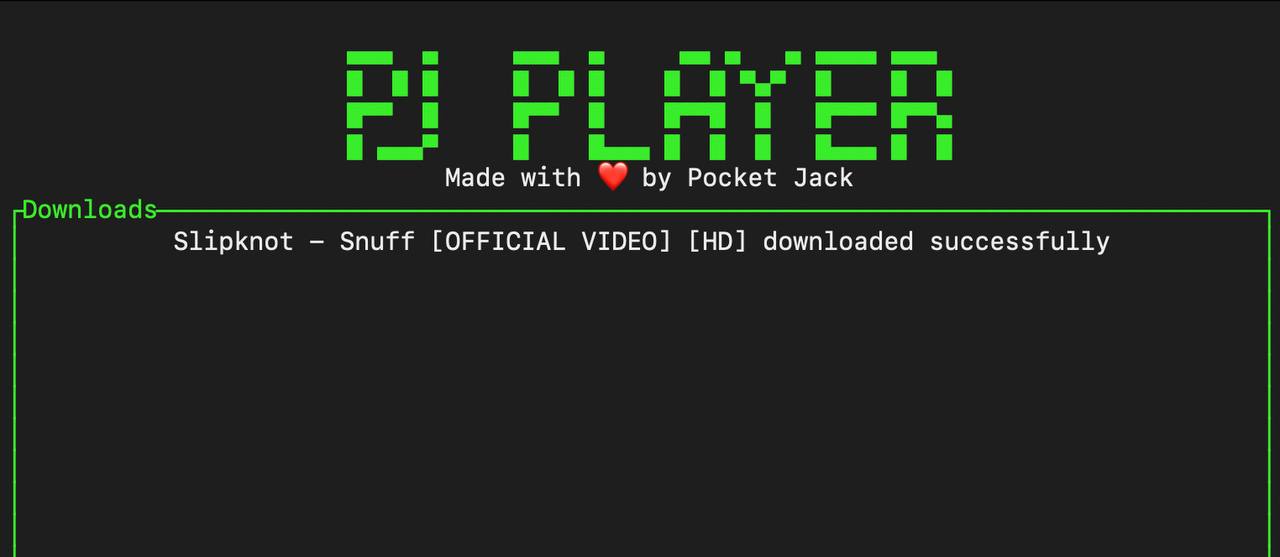 PJ PLAYER
Made with ❤️ by Pocket Jack
Downloads
Slipknot – Snuff [OFFICIAL VIDEO] [HD] downloaded successfully